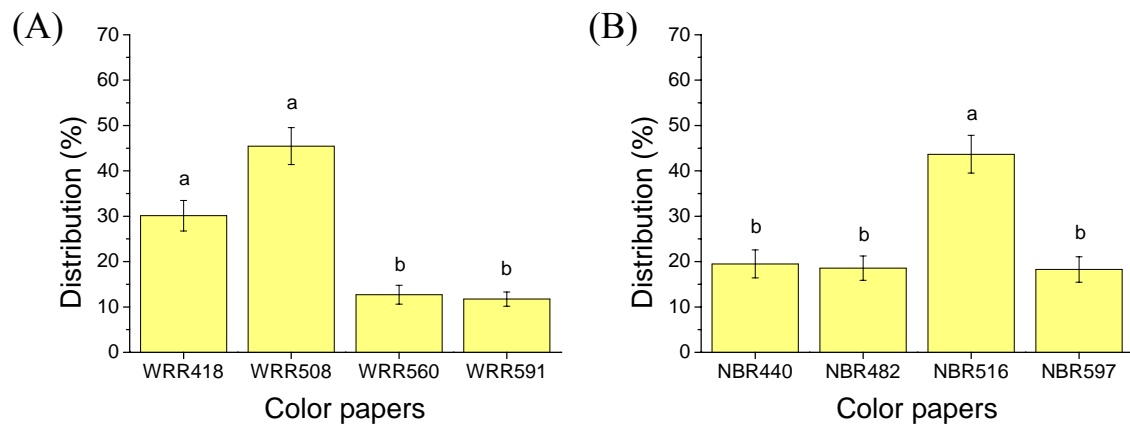 (A)
Distribution (%)
70
60
50
40
30
20
10
0
a
a
b
b
WRR418 WRR508 WRR560 WRR591
Color papers
(B)
Distribution (%)
70
60
50
40
30
20
10
0
b
b
a
b
NBR440 NBR482 NBR516 NBR597
Color papers